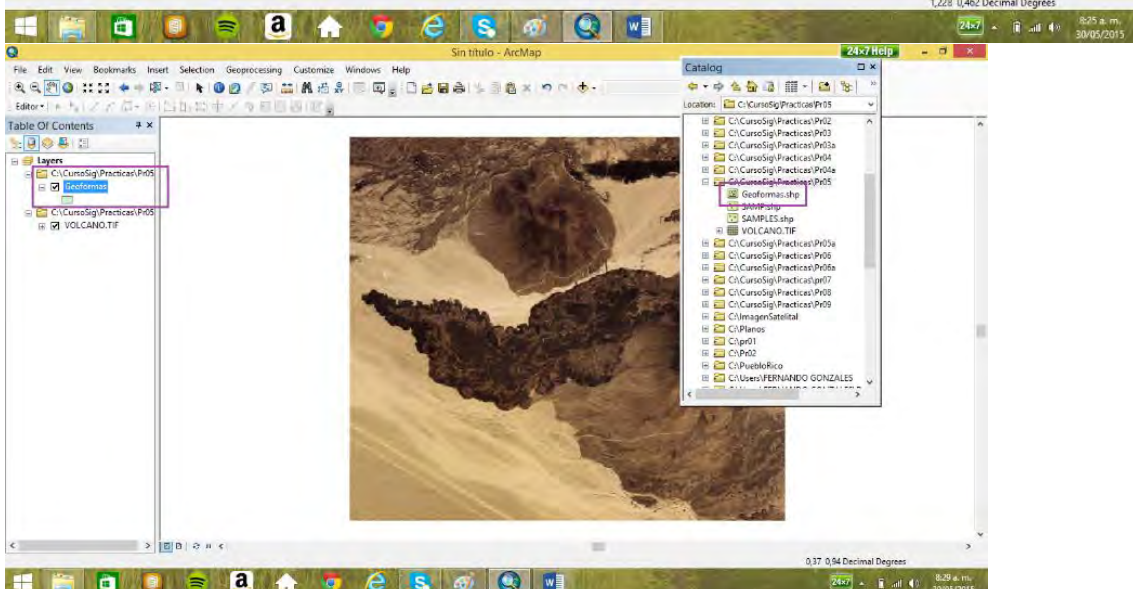 1,228 0,462 Decimal Degrees
a
S
W
24x7
8:25 a. m.
30/05/2015
Sin título - ArcMap
24x7 Help
File Edit View Bookmarks Insert Selection Geoprocessing Customize Windows Help
Editor
Table Of Contents
Layers
C:\CursoSig\Practicas\Pr05
Geoformas
C:\CursoSig\Practicas\Pr05
VOLCANO.TIF
Catalog
Location: C:\CursoSig\Practicas\Pr05
C:\CursoSig\Practicas\Pr02
C:\CursoSig\Practicas\Pr03
C:\CursoSig\Practicas\Pr03a
C:\CursoSig\Practicas\Pr04
C:\CursoSig\Practicas\Pr04a
C:\CursoSig\Practicas\Pr05
Geoformas.shp
SAMP.shp
SAMPLES.shp
VOLCANO.TIF
C:\CursoSig\Practicas\Pr05a
C:\CursoSig\Practicas\Pr06
C:\CursoSig\Practicas\Pr06a
C:\CursoSig\Practicas\pr07
C:\CursoSig\Practicas\Pr08
C:\CursoSig\Practicas\Pr09
C:\ImagenSatelital
C:\Planos
C:\pr01
C:\Pr02
C:\PuebloRico
C:\Users\FERNANDO GONZALES
0,37 0,94 Decimal Degrees
a
S
W
24x7
8:29 a. m.